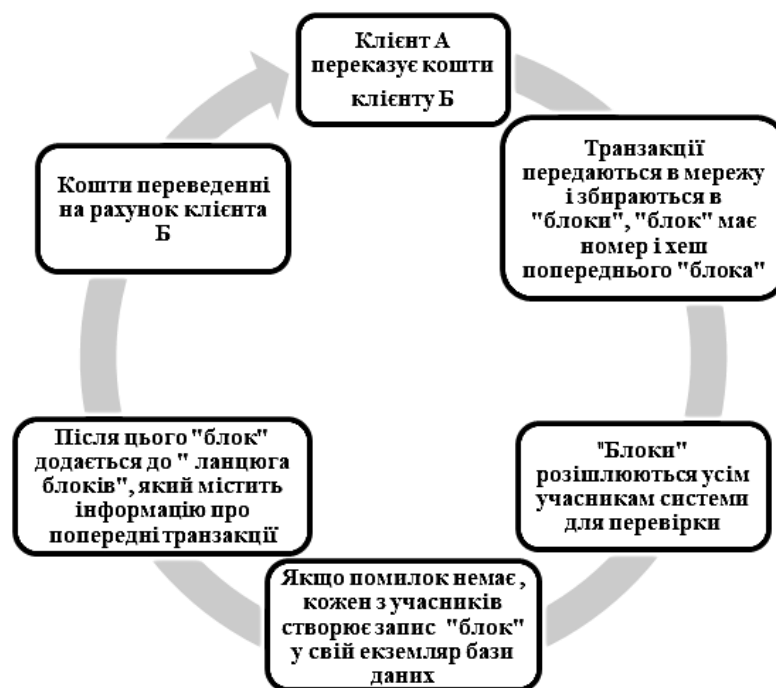 Клієнт А
переказує кошти
клієнту Б
Транзакції
передаються в мережу
і збираються в
"блоки", "блок" має
номер і хеш
попереднього "блока"
"Блоки"
розішлюються усім
учасникам системи
для перевірки
Якщо помилок немає ,
кожен з учасників
створює запис "блок"
у свій екземляр бази
даних
Після цього "блок"
додається до " ланцюга
блоків", який містить
інформацію про
попередні транзакції
Кошти переведенні
на рахунок клієнта
Б